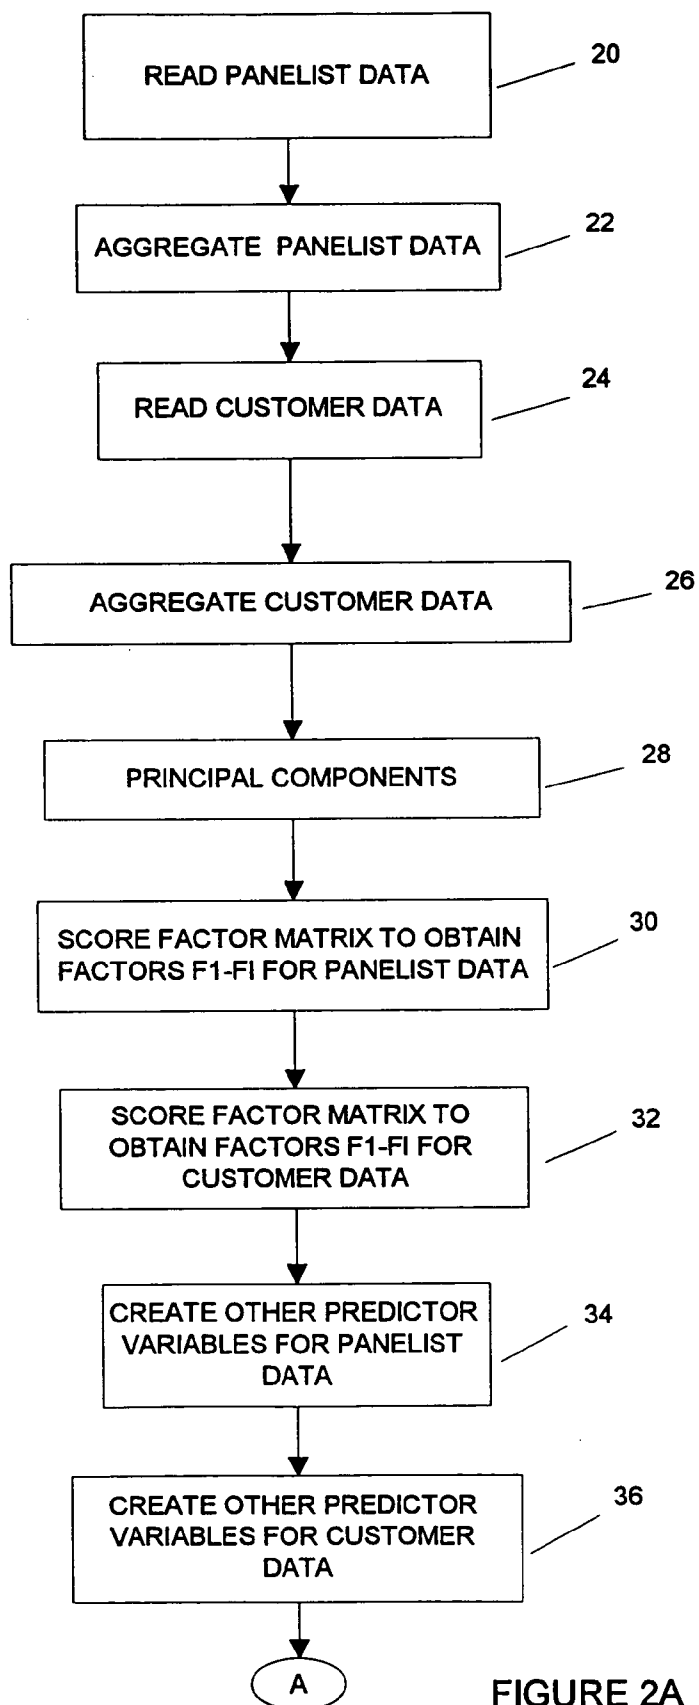 READ PANELIST DATA
20
AGGREGATE PANELIST DATA
22
READ CUSTOMER DATA
24
AGGREGATE CUSTOMER DATA
26
PRINCIPAL COMPONENTS
28
SCORE FACTOR MATRIX TO OBTAIN
FACTORS F1-FI FOR PANELIST DATA
30
SCORE FACTOR MATRIX TO
OBTAIN FACTORS F1-FI FOR
CUSTOMER DATA
32
CREATE OTHER PREDICTOR
VARIABLES FOR PANELIST
DATA
34
CREATE OTHER PREDICTOR
VARIABLES FOR CUSTOMER
DATA
36
A
FIGURE 2A